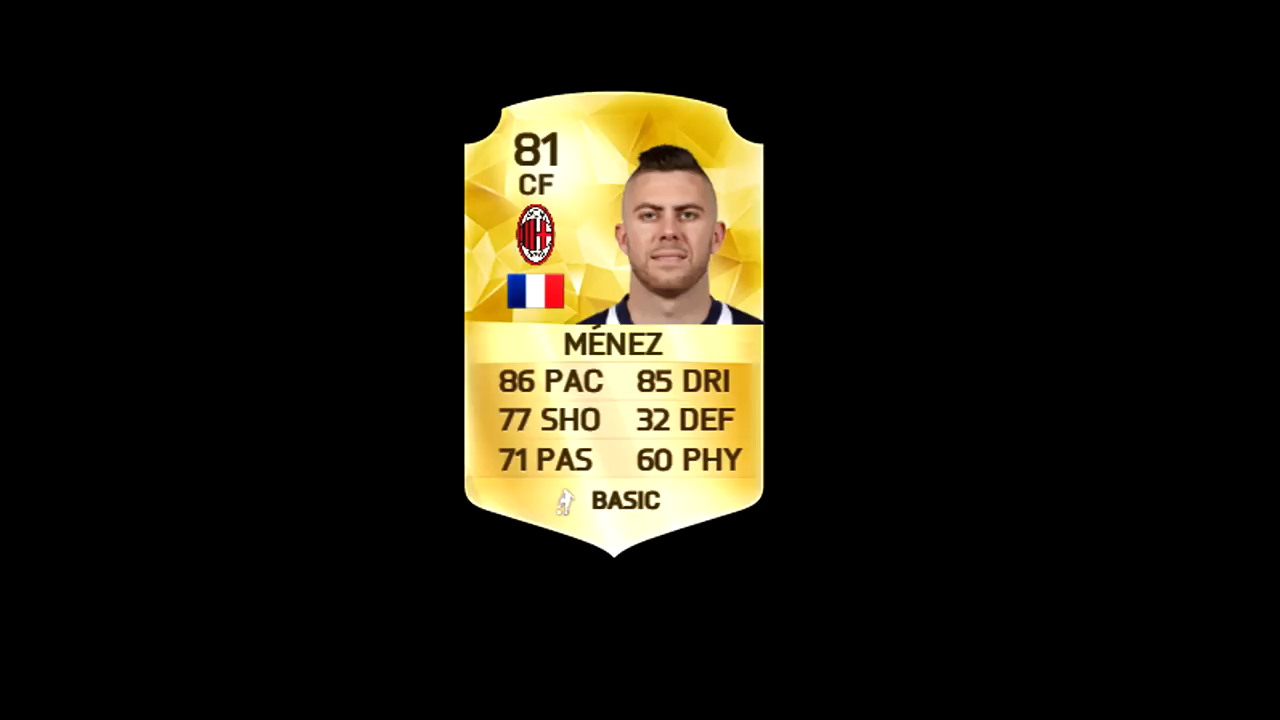 81
CF
MÉNEZ
86 PAC 85 DRI
77 SHO 32 DEF
71 PAS 60 PHY
BASIC